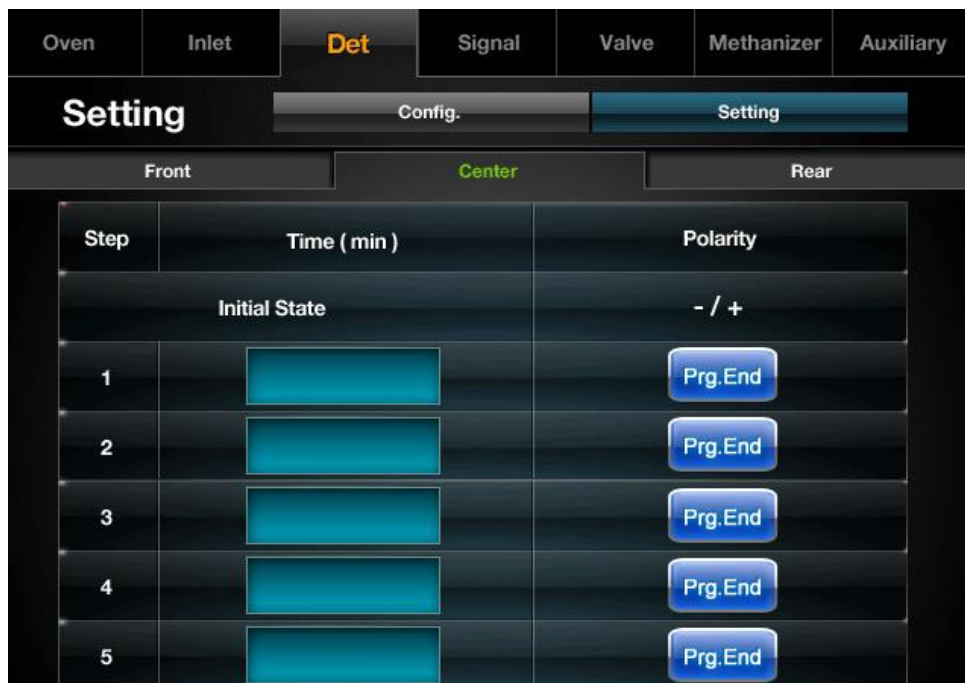 Oven Inlet Det Signal Valve Methanizer Auxiliary
Setting Config. Setting
Front Center Rear
Step Time ( min ) Polarity
Initial State - / +
1 Prg.End
2 Prg.End
3 Prg.End
4 Prg.End
5 Prg.End